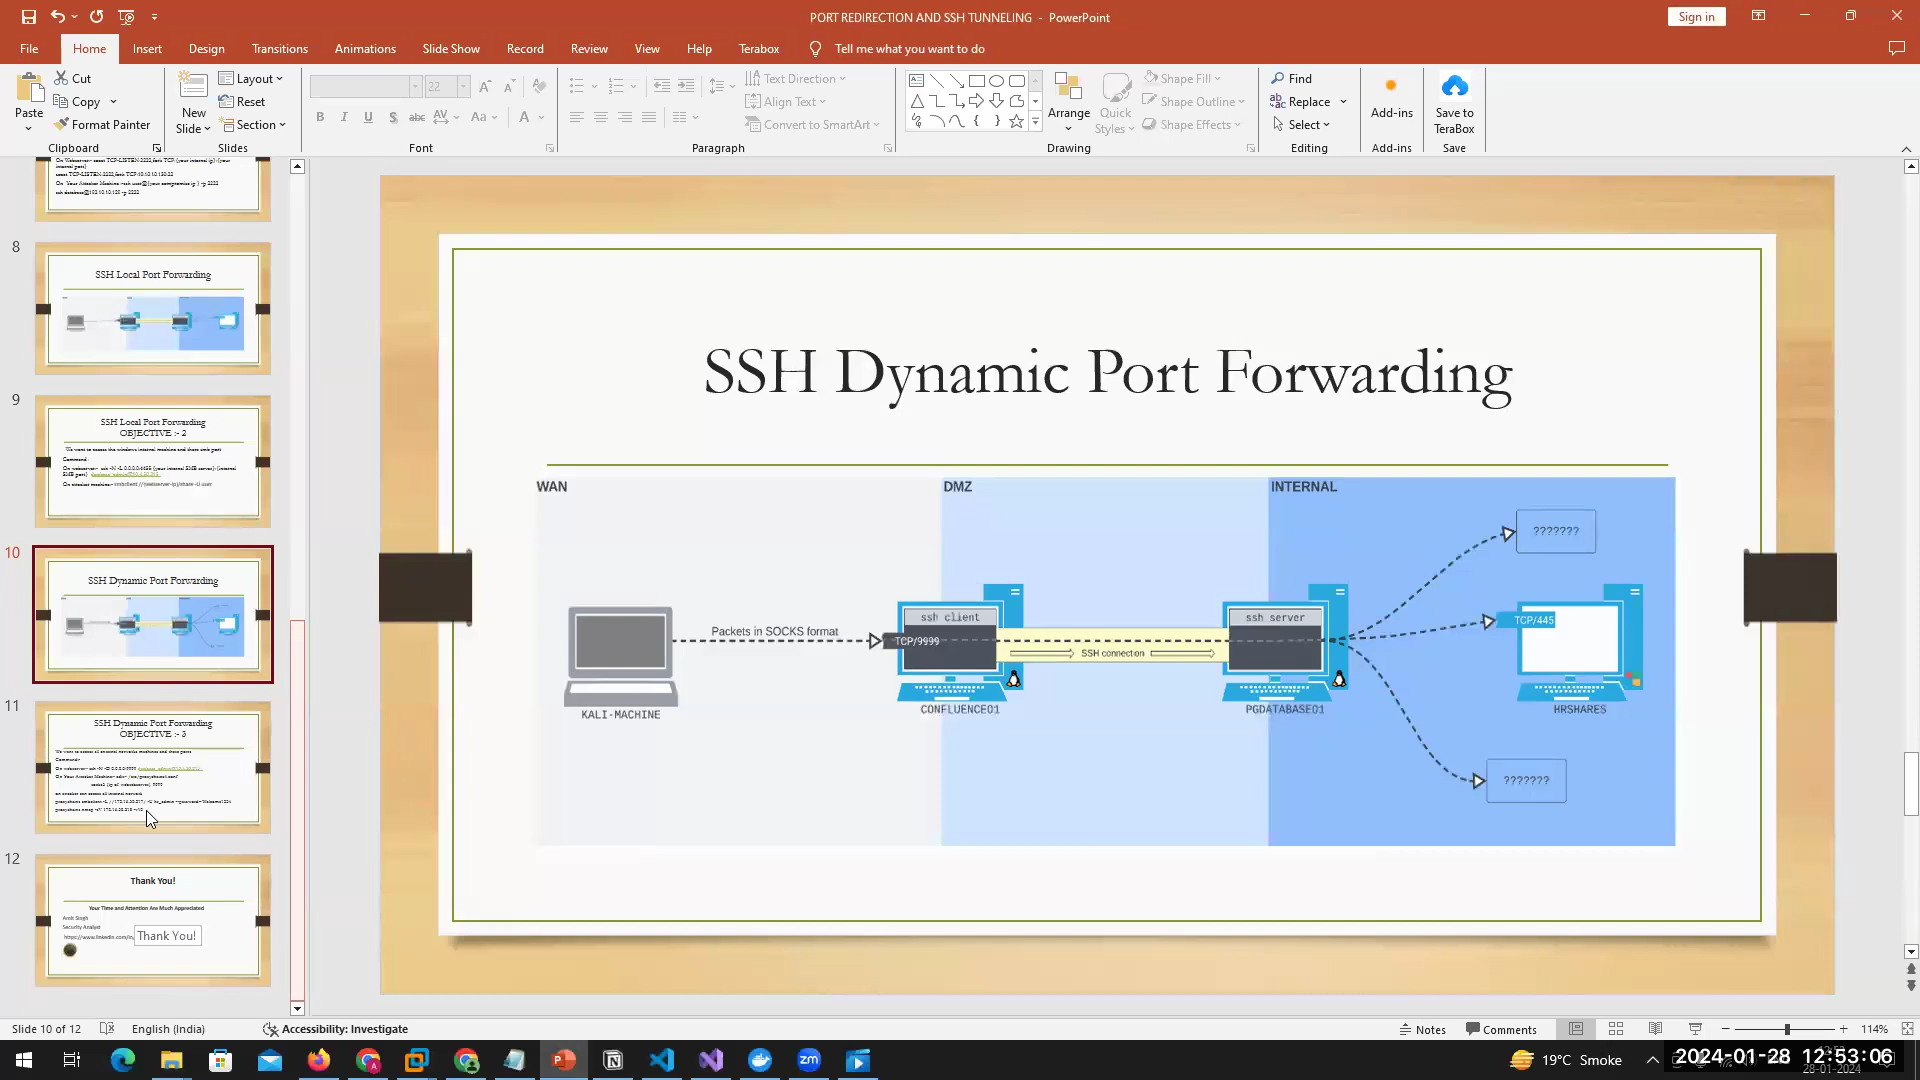 PORT REDIRECTION AND SSH TUNNELING - PowerPoint
Sign in
File Home Insert Design Transitions Animations Slide Show Record Review View Help Terabox Tell me what you want to do
Cut
Copy
Format Painter
Paste
Clipboard
New
Slide
Layout
Reset
Section
Slides
22
Font
Text Direction
Align Text
Convert to SmartArt
Paragraph
Arrange
Quick
Styles
Shape Fill
Shape Outline
Shape Effects
Drawing
Find
Replace
Select
Editing
Add-ins
Add-ins
Save to
TeraBox
Save
8
SSH Local Port Forwarding
9
SSH Local Port Forwarding
OBJECTIVE :- 2
10
SSH Dynamic Port Forwarding
11
SSH Dynamic Port Forwarding
OBJECTIVE :- 3
12
Thank You!
Your Time and Attention Are Much Appreciated
Amit Singh
Security Analyst
Thank You!
SSH Dynamic Port Forwarding
WAN DMZ INTERNAL
???????
ssh client ssh server
TCP/445
Packets in SOCKS format
TCP/9999
SSH connection
KALI-MACHINE CONFLUENCE01 PGDATABASE01 HRSHARES
???????
Slide 10 of 12 English (India) Accessibility: Investigate Notes Comments 114%
19°C Smoke
2024-01-28 12:53:06
28-01-2024